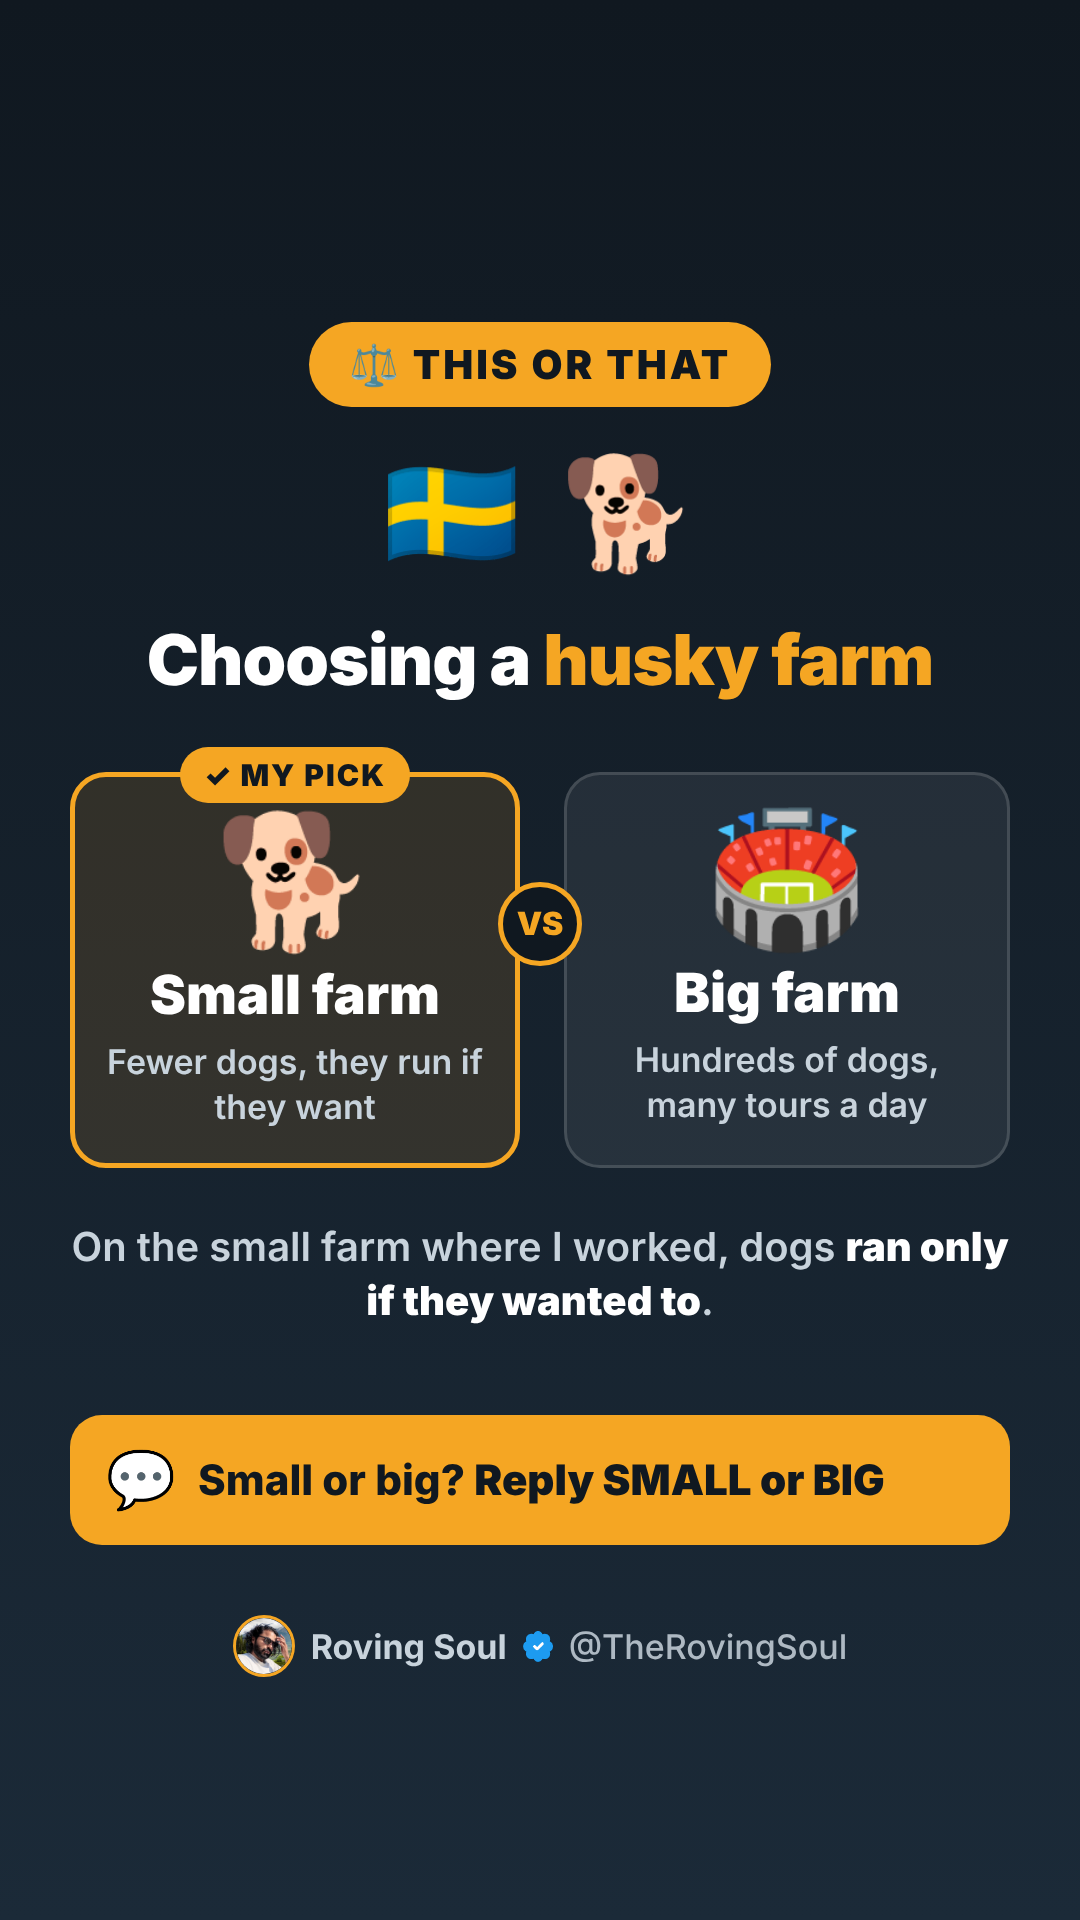 THIS OR THAT
Choosing a husky farm
MY PICK
Small farm
Fewer dogs, they run if
they want
VS
Big farm
Hundreds of dogs,
many tours a day
On the small farm where I worked, dogs ran only
if they wanted to.
Small or big? Reply SMALL or BIG
Roving Soul @TheRovingSoul